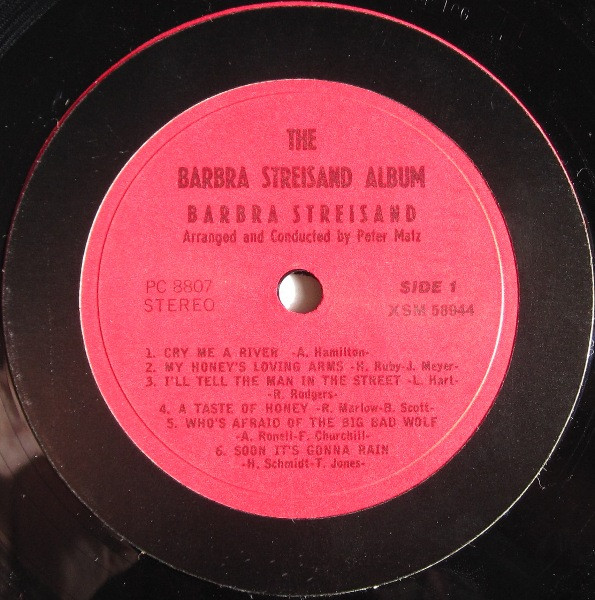 THE
BARBRA STREISAND ALBUM
BARBRA STREISAND
Arranged and Conducted by Peter Matz
PC 8807
STEREO
SIDE 1
XSM 58944
1. CRY ME A RIVER -A. Hamilton-
2. MY HONEY'S LOVING ARMS -H. Ruby-J. Meyer-
3. I'LL TELL THE MAN IN THE STREET -L. Hart-
-R. Rodgers-
4. A TASTE OF HONEY -R. Marlow-B. Scott-
5. WHO'S AFRAID OF THE BIG BAD WOLF
-A. Ronell-F. Churchill-
6. SOON IT'S GONNA RAIN
-H. Schmidt-T. Jones-